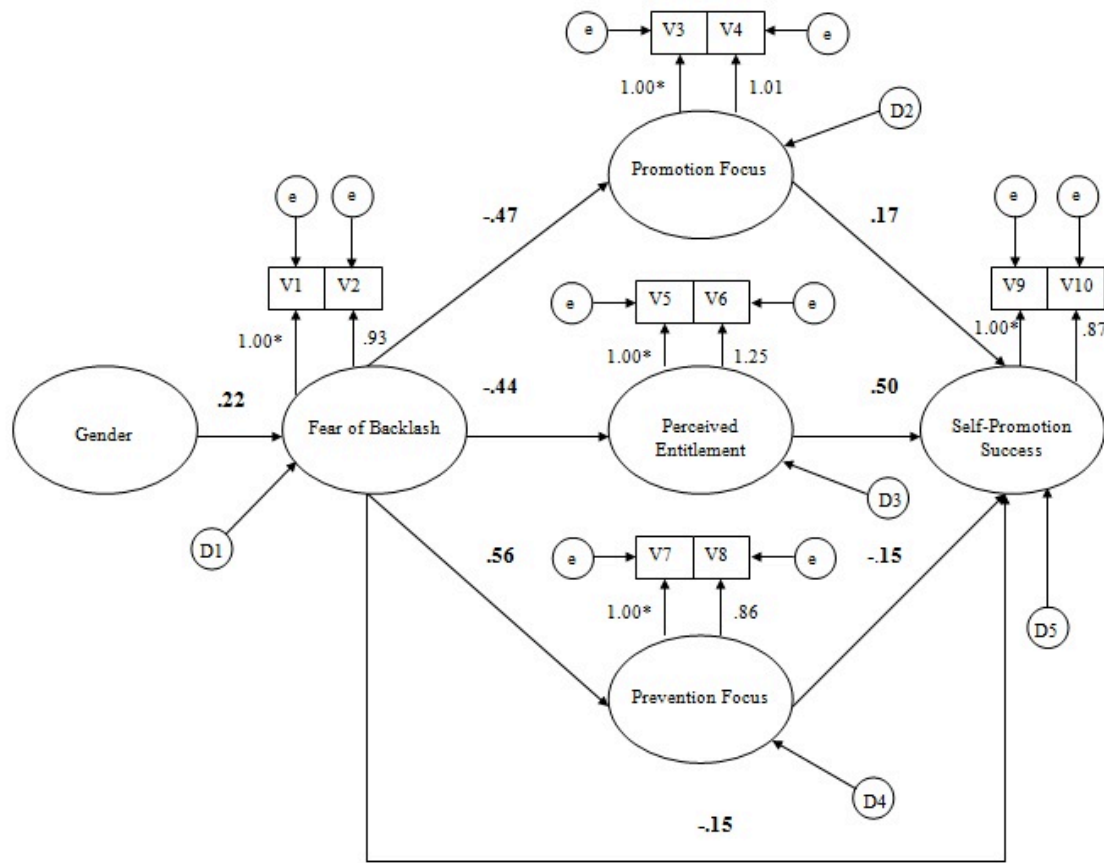 e
V3 V4
e
1.00*
1.01
D2
Promotion Focus
e
e
-.47
.17
e
e
V1 V2
e
V5 V6
e
V9 V10
1.00*
.93
1.00*
1.25
1.00*
.87
.22
-.44
.50
Gender
Fear of Backlash
Perceived
Entitlement
Self-Promotion
Success
D1
D3
.56
e
V7 V8
e
-.15
1.00*
.86
D5
Prevention Focus
D4
-.15